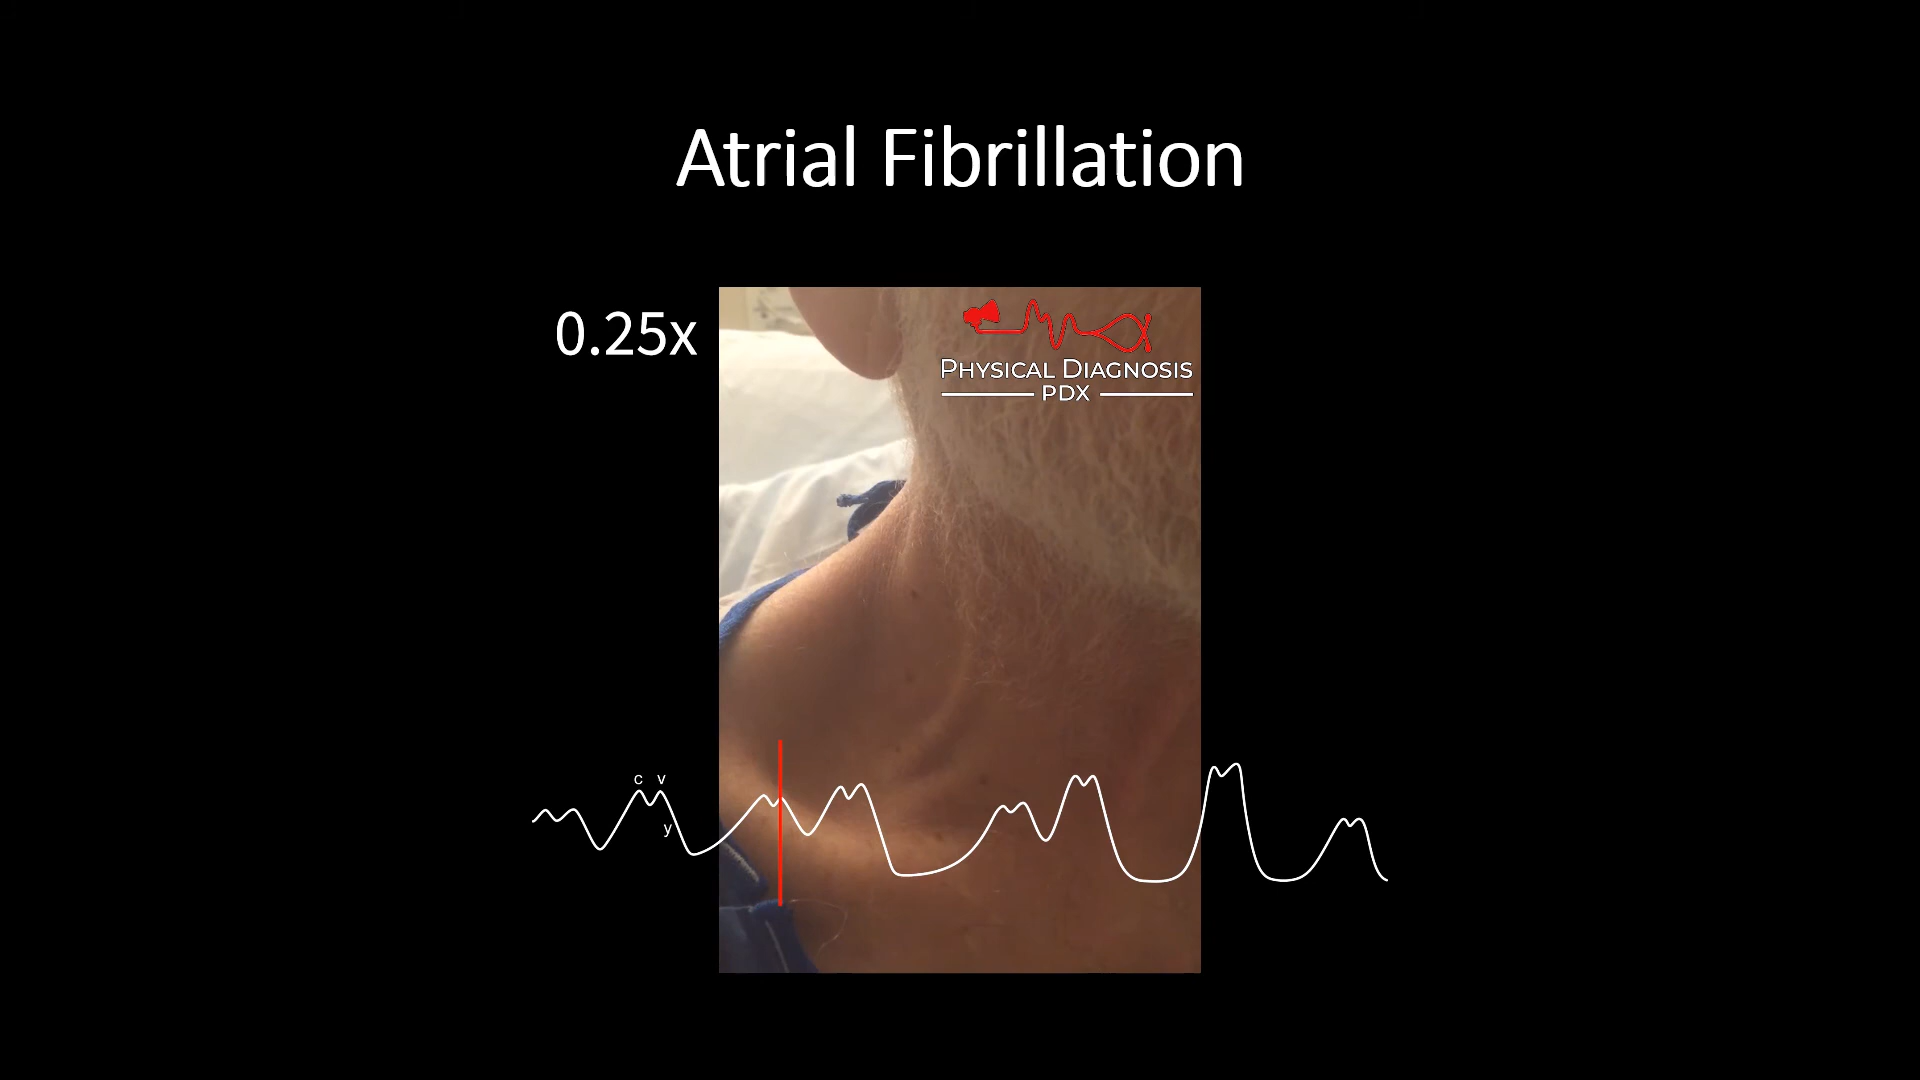 Atrial Fibrillation
0.25x
PHYSICAL DIAGNOSIS
PDX
c v
y